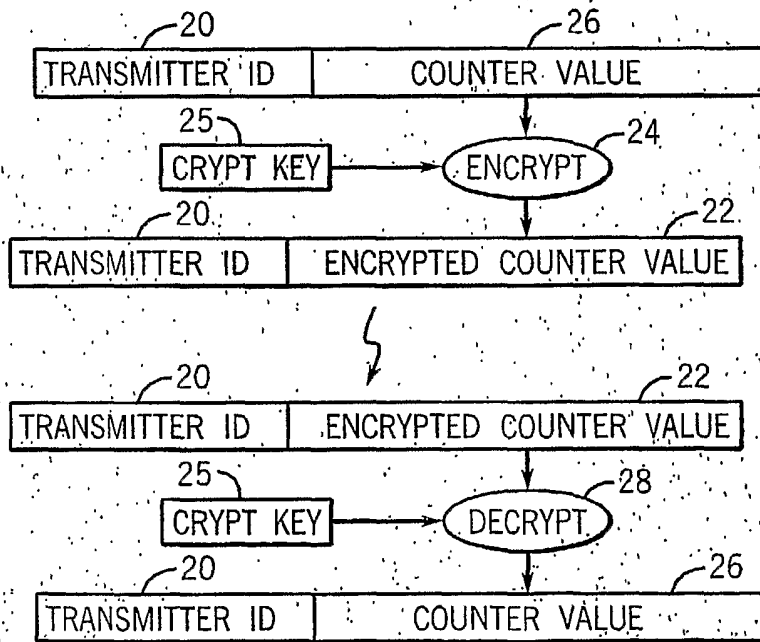 20 26
TRANSMITTER ID COUNTER VALUE
25 24
CRYPT KEY ENCRYPT
20 22
TRANSMITTER ID ENCRYPTED COUNTER VALUE
20 22
TRANSMITTER ID ENCRYPTED COUNTER VALUE
25 28
CRYPT KEY DECRYPT
20 26
TRANSMITTER ID COUNTER VALUE